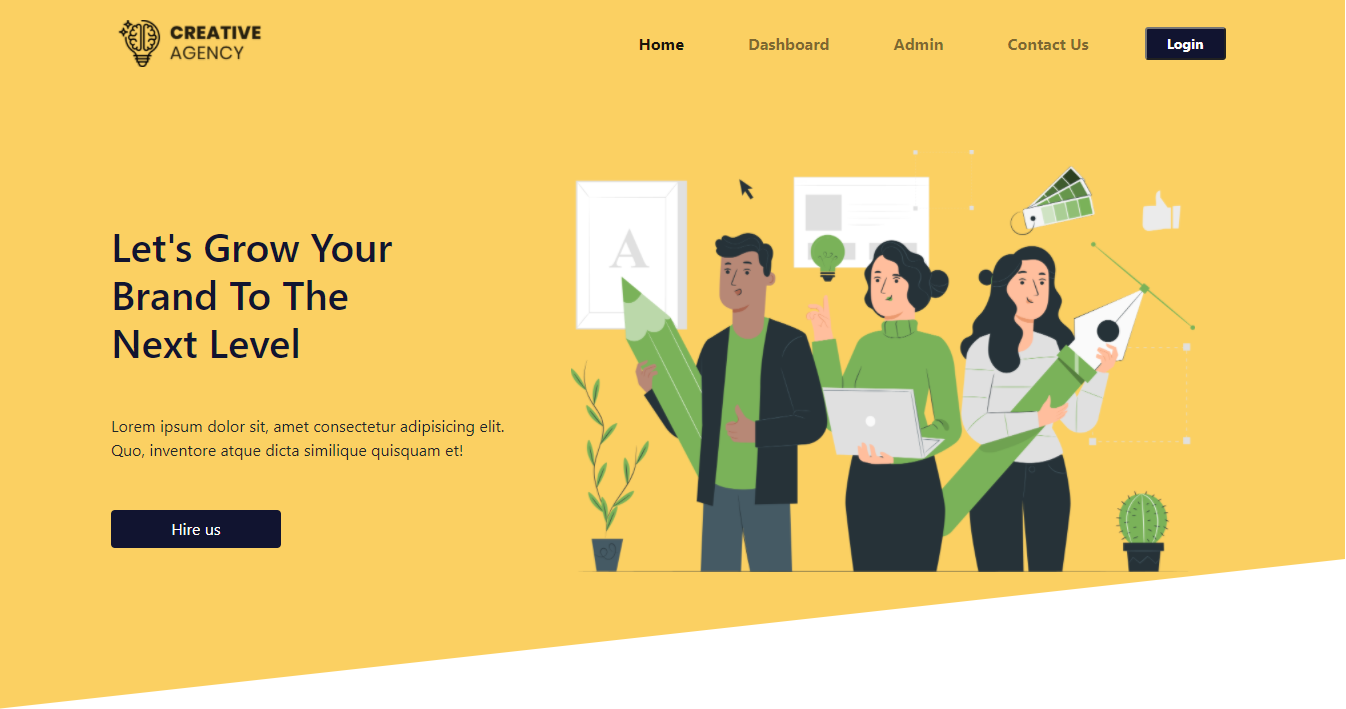 CREATIVE
AGENCY
Home
Dashboard
Admin
Contact Us
Login
A
Let's Grow Your
Brand To The
Next Level
Lorem ipsum dolor sit, amet consectetur adipisicing elit.
Quo, inventore atque dicta similique quisquam et!
Hire us